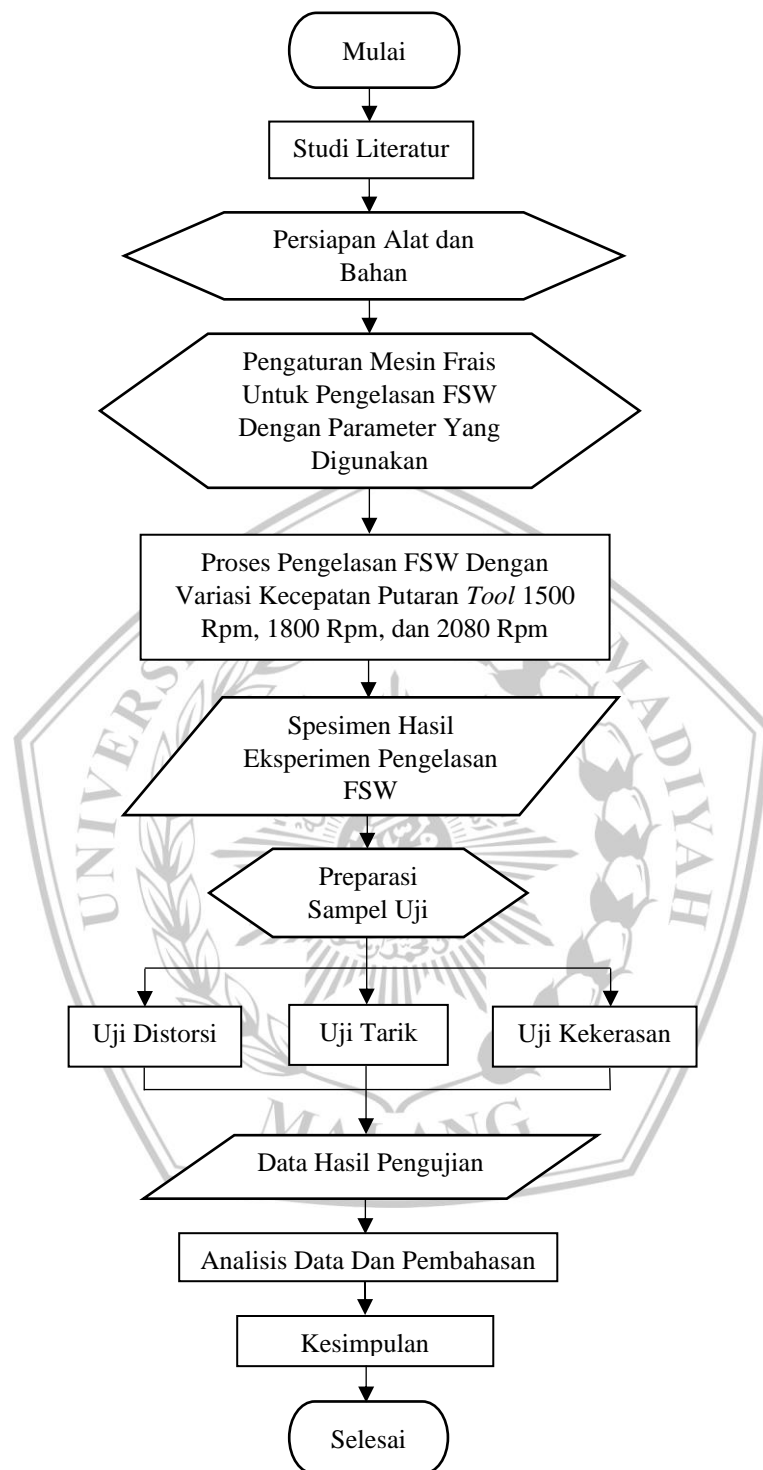 Mulai
Studi Literatur
Persiapan Alat dan
Bahan
Pengaturan Mesin Frais
Untuk Pengelasan FSW
Dengan Parameter Yang
Digunakan
Proses Pengelasan FSW Dengan
Variasi Kecepatan Putaran Tool 1500
Rpm, 1800 Rpm, dan 2080 Rpm
Spesimen Hasil
Eksperimen Pengelasan
FSW
Preparasi
Sampel Uji
Uji Distorsi
Uji Tarik
Uji Kekerasan
Data Hasil Pengujian
Analisis Data Dan Pembahasan
Kesimpulan
Selesai
MALANG